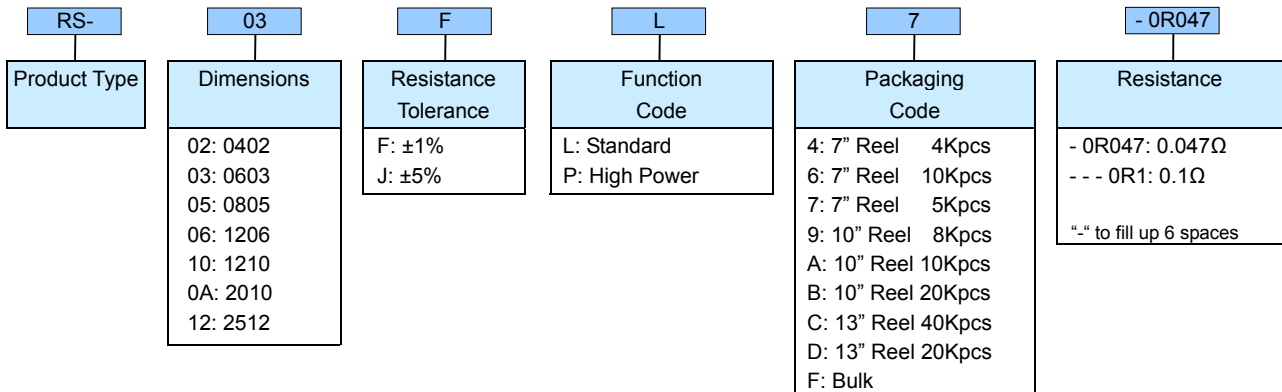 RS- 03 F L 7 - 0R047
Product Type
Dimensions
Resistance
Tolerance
Function
Code
Packaging
Code
Resistance
02: 0402
03: 0603
05: 0805
06: 1206
10: 1210
0A: 2010
12: 2512
F: ±1%
J: ±5%
L: Standard
P: High Power
4: 7” Reel 4Kpcs
6: 7” Reel 10Kpcs
7: 7” Reel 5Kpcs
9: 10” Reel 8Kpcs
A: 10” Reel 10Kpcs
B: 10” Reel 20Kpcs
C: 13” Reel 40Kpcs
D: 13” Reel 20Kpcs
F: Bulk
- 0R047: 0.047Ω
- - - 0R1: 0.1Ω
“-“ to fill up 6 spaces